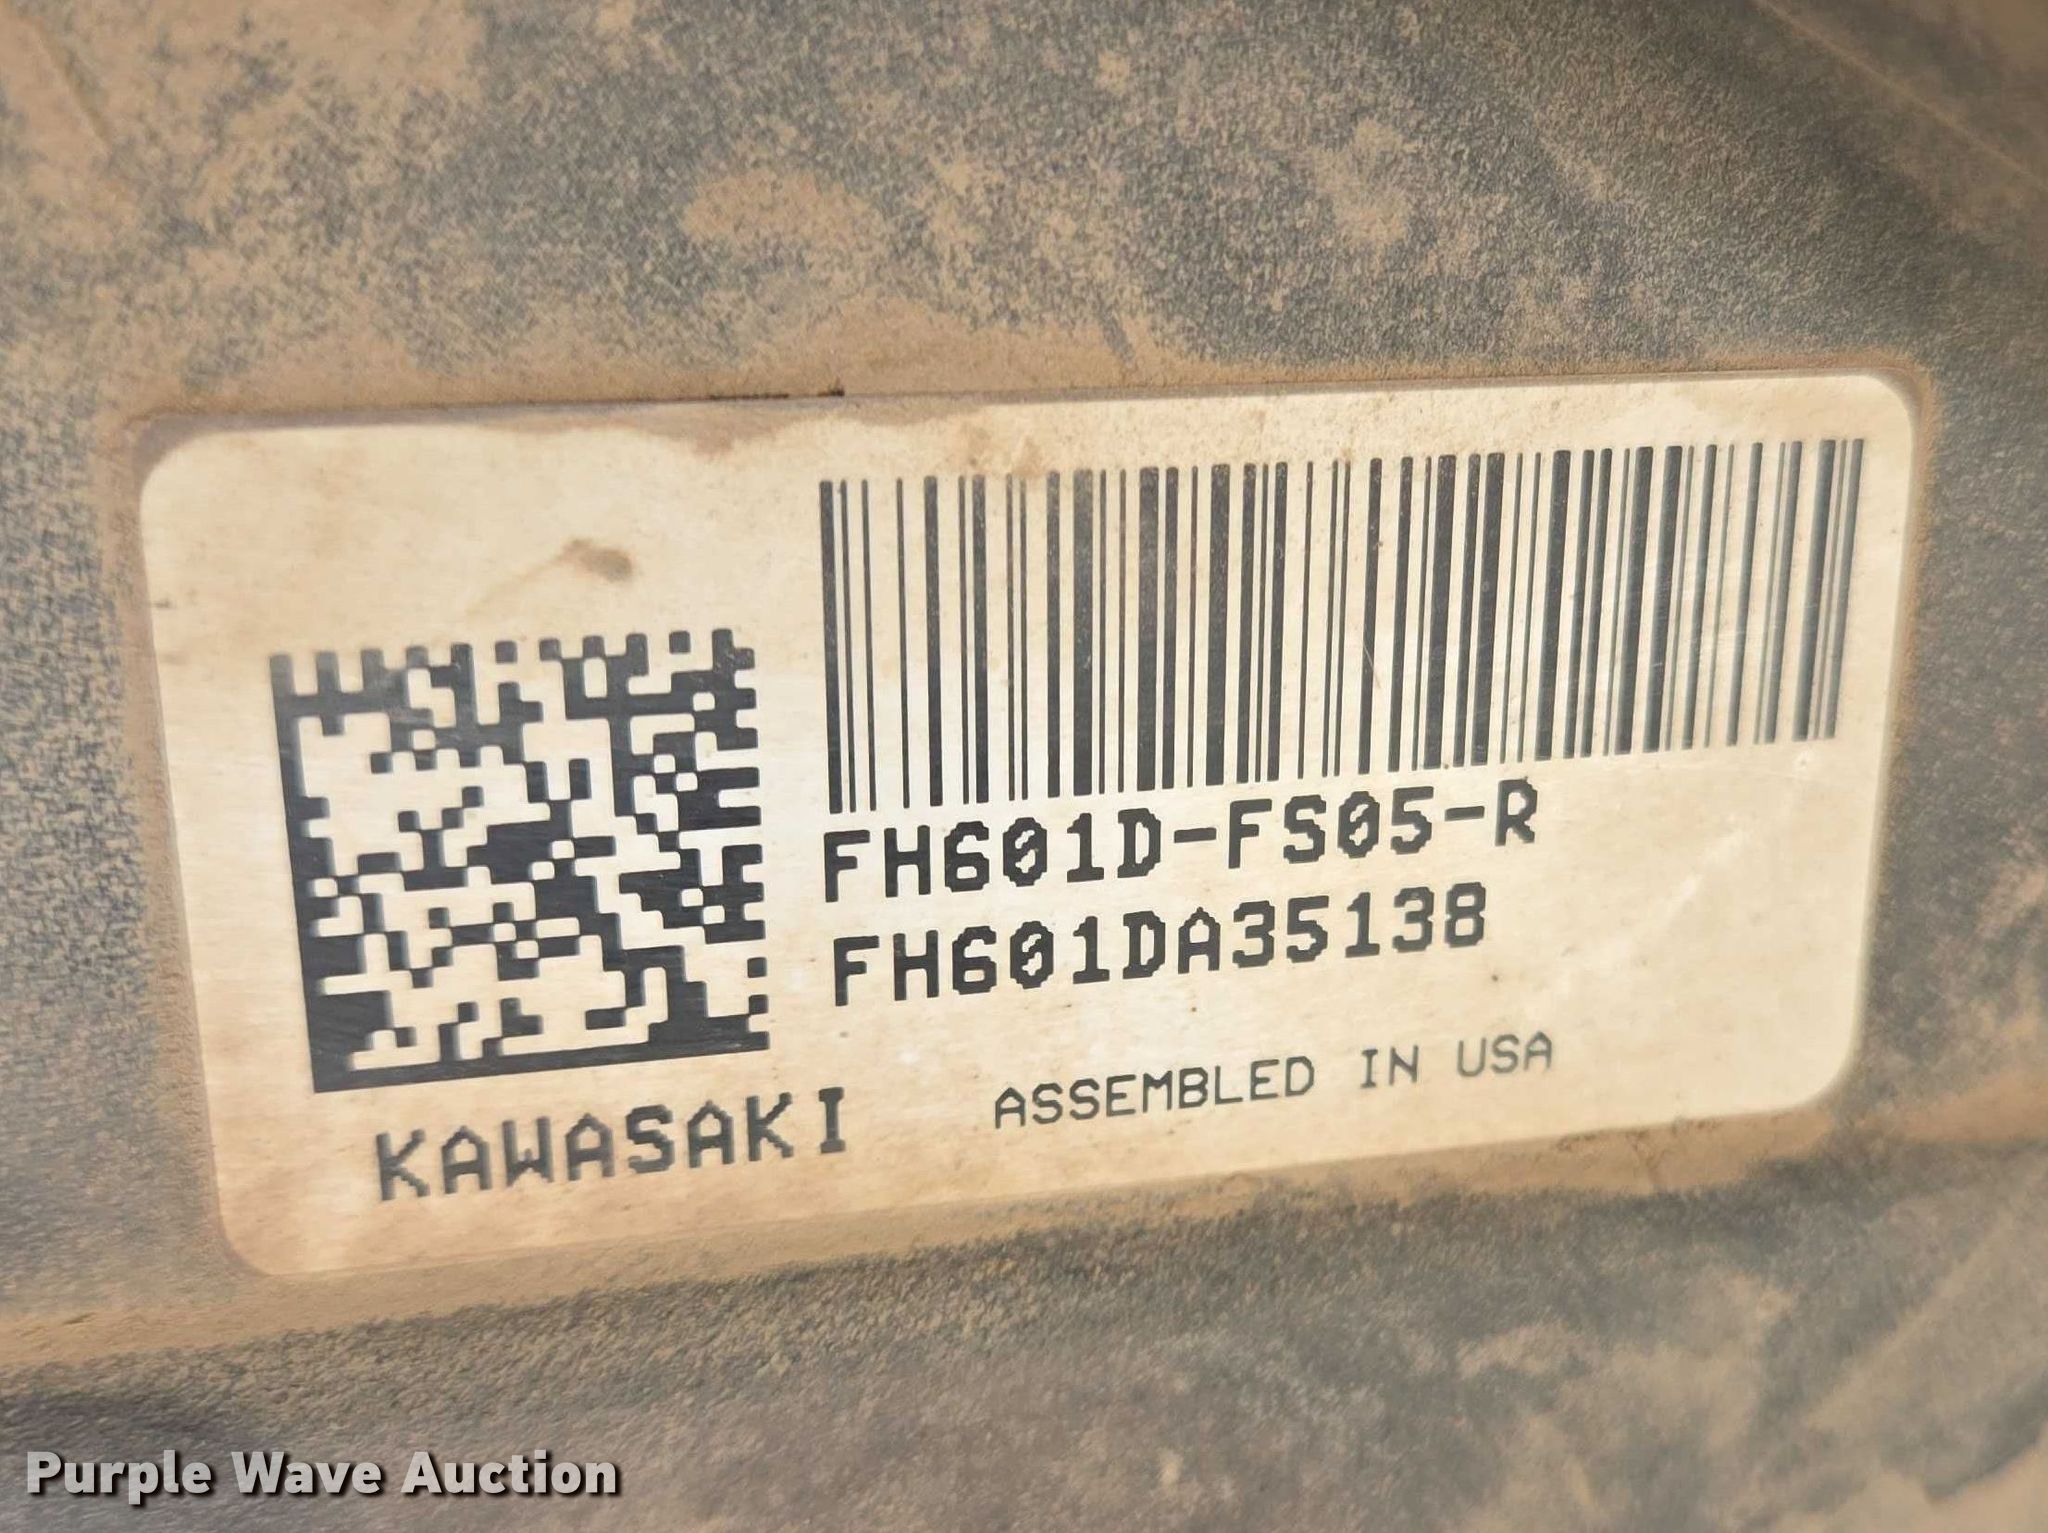 FH601D-FS05-R
FH601DA35138
KAWASAKI
ASSEMBLED IN USA
Purple Wave Auction